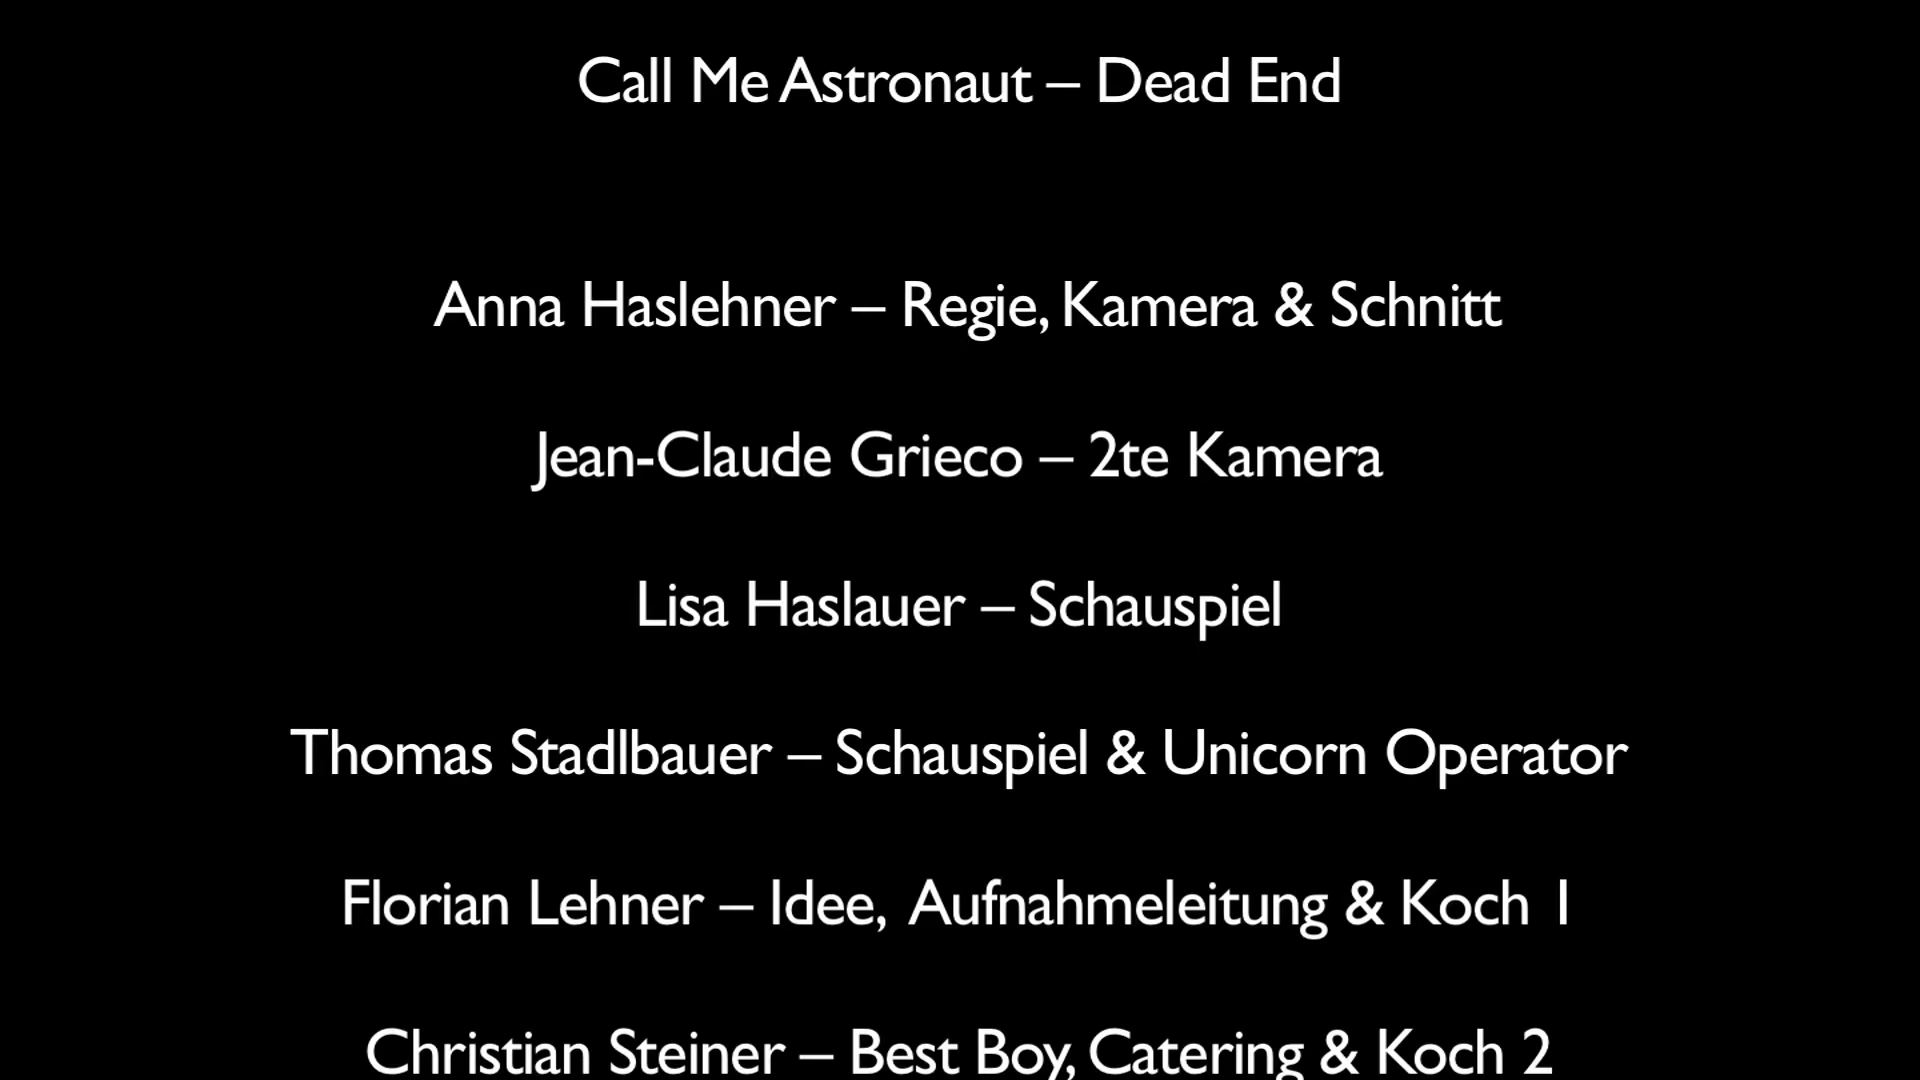 Call Me Astronaut – Dead End
Anna Haslehner – Regie, Kamera & Schnitt
Jean-Claude Grieco – 2te Kamera
Lisa Haslauer – Schauspiel
Thomas Stadlbauer – Schauspiel & Unicorn Operator
Florian Lehner – Idee, Aufnahmeleitung & Koch 1
Christian Steiner – Best Boy, Catering & Koch 2